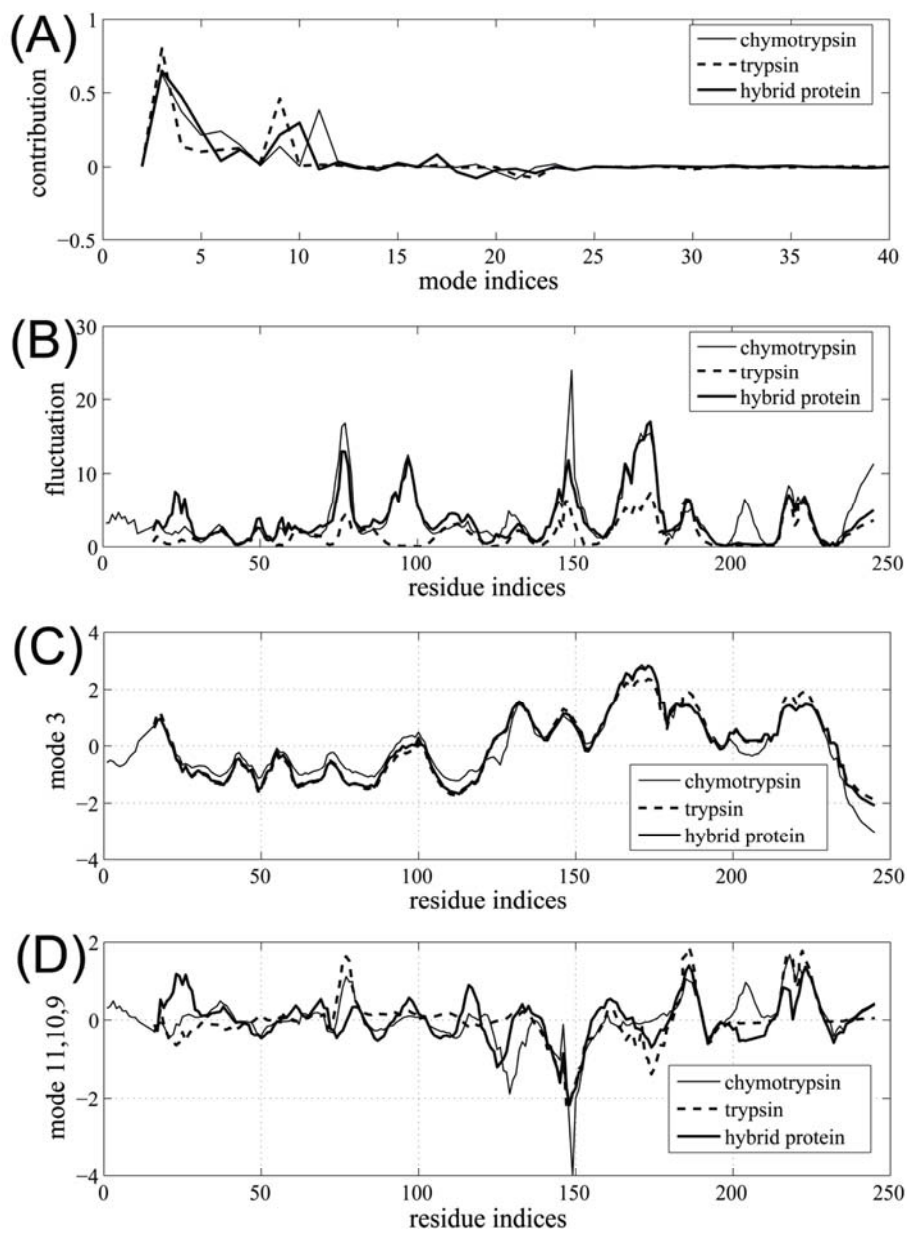 (A)
1
0.5
0
−0.5
contribution
chymotrypsin
trypsin
hybrid protein
0 5 10 15 20 25 30 35 40
mode indices
(B)
30
20
10
0
fluctuation
chymotrypsin
trypsin
hybrid protein
0 50 100 150 200 250
residue indices
(C)
4
2
0
−2
−4
mode 3
chymotrypsin
trypsin
hybrid protein
0 50 100 150 200 250
residue indices
(D)
2
0
−2
−4
mode 11,10,9
chymotrypsin
trypsin
hybrid protein
0 50 100 150 200 250
residue indices